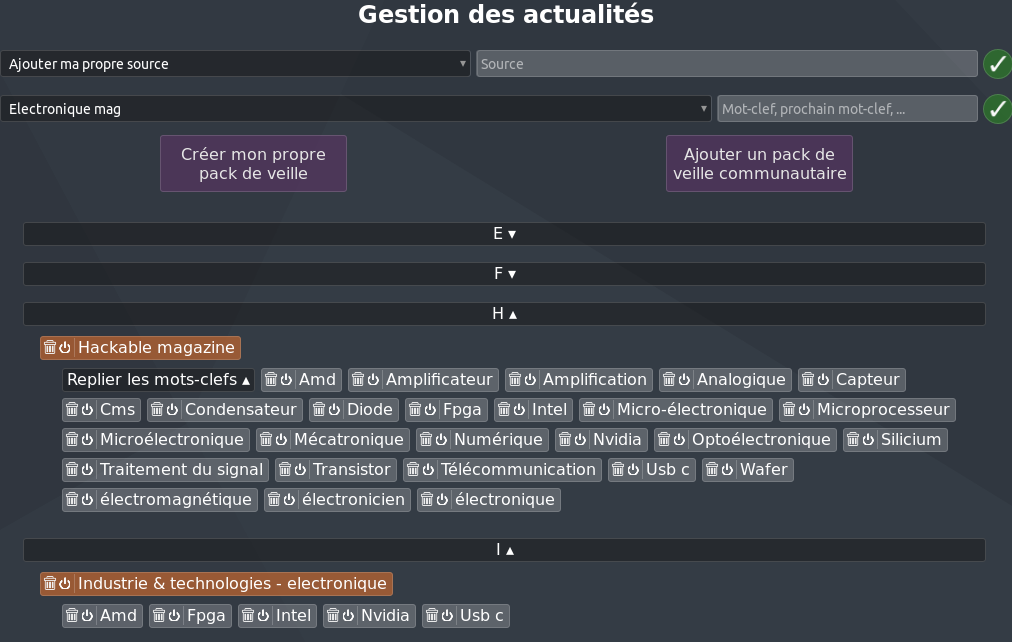 Gestion des actualités
Ajouter ma propre source ▾ Source ✓
Electronique mag ▾ Mot-clef, prochain mot-clef, ... ✓
Créer mon propre
pack de veille
Ajouter un pack de
veille communautaire
E ▾
F ▾
H ▴
Hackable magazine
Replier les mots-clefs ▴ Amd Amplificateur Amplification Analogique Capteur
Cms Condensateur Diode Fpga Intel Micro-électronique Microprocesseur
Microélectronique Mécatronique Numérique Nvidia Optoélectronique Silicium
Traitement du signal Transistor Télécommunication Usb c Wafer
électromagnétique électronicien électronique
I ▴
Industrie & technologies - electronique
Amd Fpga Intel Nvidia Usb c